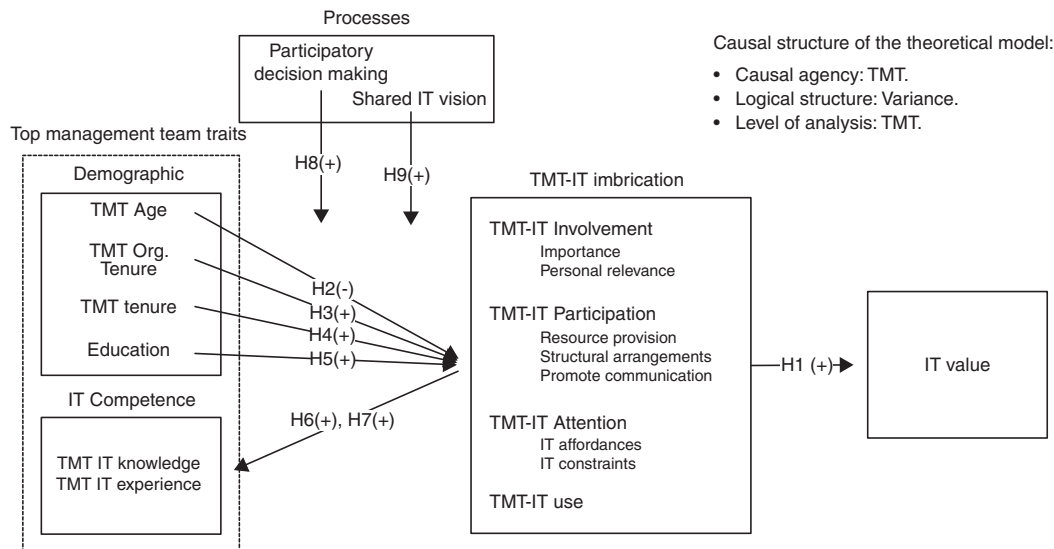 Processes
Participatory
decision making
Shared IT vision
Causal structure of the theoretical model:
• Causal agency: TMT.
• Logical structure: Variance.
• Level of analysis: TMT.
Top management team traits
H8(+)
H9(+)
Demographic
TMT Age
TMT Org.
Tenure
TMT tenure
Education
H2(-)
H3(+)
H4(+)
H5(+)
IT Competence
H6(+), H7(+)
TMT IT knowledge
TMT IT experience
TMT-IT imbrication
TMT-IT Involvement
Importance
Personal relevance
TMT-IT Participation
Resource provision
Structural arrangements
Promote communication
TMT-IT Attention
IT affordances
IT constraints
TMT-IT use
H1 (+)
IT value